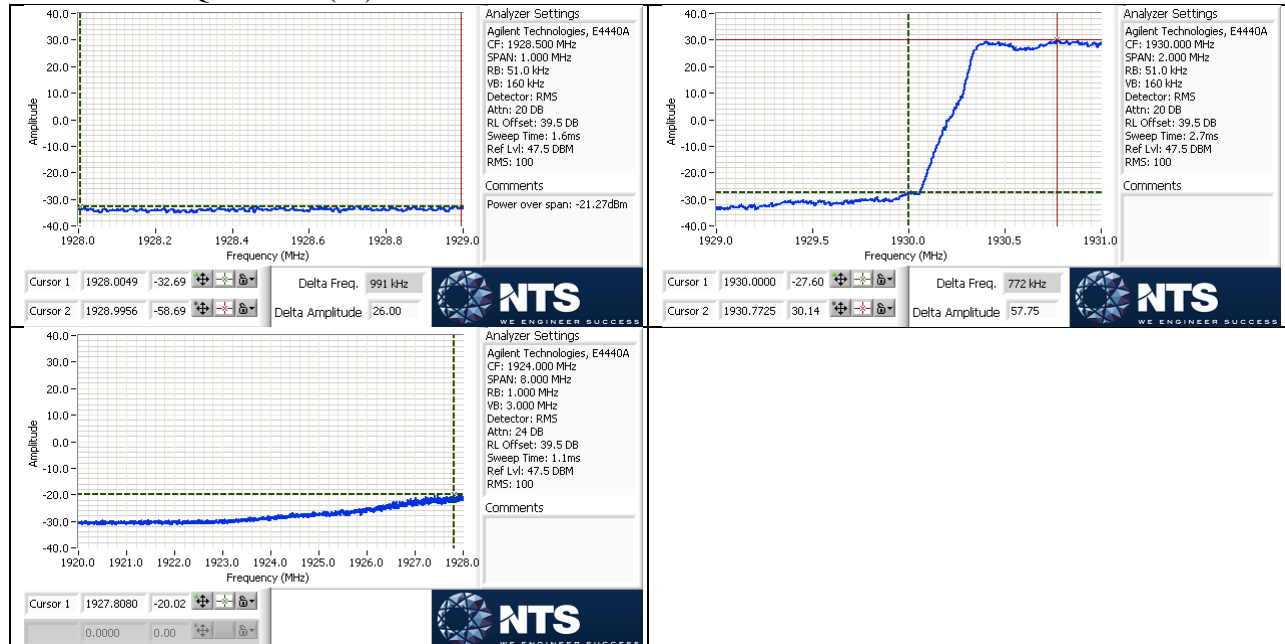 Analyzer Settings
Agilent Technologies, E4440A
CF: 1928.500 MHz
SPAN: 1.000 MHz
RB: 51.0 kHz
VB: 160 kHz
Detector: RMS
Attn: 20 DB
RL Offset: 39.5 DB
Sweep Time: 1.6ms
Ref Lvl: 47.5 DBM
RMS: 100
Comments
Power over span: -21.27dBm
Amplitude
40.0
30.0
20.0
10.0
0.0
-10.0
-20.0
-30.0
-40.0
1928.0 1928.2 1928.4 1928.6 1928.8 1929.0
Frequency (MHz)
Cursor 1 1928.0049 -32.69 Delta Freq. 991 kHz
Cursor 2 1928.9956 -58.69 Delta Amplitude 26.00
NTS
WE ENGINEER SUCCESS
Analyzer Settings
Agilent Technologies, E4440A
CF: 1930.000 MHz
SPAN: 2.000 MHz
RB: 51.0 kHz
VB: 160 kHz
Detector: RMS
Attn: 20 DB
RL Offset: 39.5 DB
Sweep Time: 2.7ms
Ref Lvl: 47.5 DBM
RMS: 100
Comments
Amplitude
40.0
30.0
20.0
10.0
0.0
-10.0
-20.0
-30.0
-40.0
1929.0 1929.5 1930.0 1930.5 1931.0
Frequency (MHz)
Cursor 1 1930.0000 -27.60 Delta Freq. 772 kHz
Cursor 2 1930.7725 30.14 Delta Amplitude 57.75
NTS
WE ENGINEER SUCCESS
Analyzer Settings
Agilent Technologies, E4440A
CF: 1924.000 MHz
SPAN: 8.000 MHz
RB: 1.000 MHz
VB: 3.000 MHz
Detector: RMS
Attn: 24 DB
RL Offset: 39.5 DB
Sweep Time: 1.1ms
Ref Lvl: 47.5 DBM
RMS: 100
Comments
Amplitude
40.0
30.0
20.0
10.0
0.0
-10.0
-20.0
-30.0
-40.0
1920.0 1921.0 1922.0 1923.0 1924.0 1925.0 1926.0 1927.0 1928.0
Frequency (MHz)
Cursor 1 1927.8080 -20.02
0.0000 0.00
NTS
WE ENGINEER SUCCESS